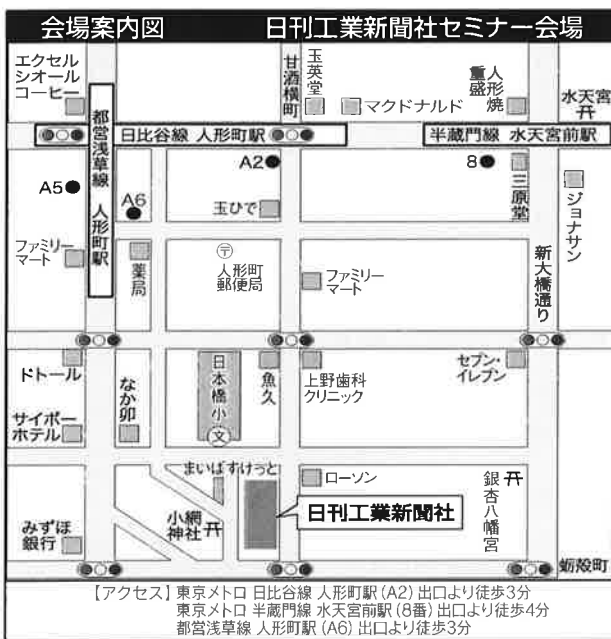 会場案内図 日刊工業新聞社セミナー会場
エクセル
シオール
コーヒー
甘酒横町
玉英堂
マクドナルド
重盛
人形焼
水天宮
都営浅草線 人形町駅
日比谷線 人形町駅
半蔵門線 水天宮前駅
A5
A6
A2
8
玉ひで
三原堂
ジョナサン
ファミリー
マート
薬局
〒
人形町
郵便局
ファミリー
マート
新大橋通り
ドトール
なか卯
日本橋小
文
魚久
上野歯科
クリニック
セブン・
イレブン
サイボー
ホテル
まいばすけっと
ローソン
小網
神社
日刊工業新聞社
銀杏八幡宮
みずほ
銀行
蛎殻町
【アクセス】東京メトロ 日比谷線 人形町駅(A2)出口より徒歩3分
東京メトロ 半蔵門線 水天宮前駅(8番)出口より徒歩4分
都営浅草線 人形町駅(A6)出口より徒歩3分